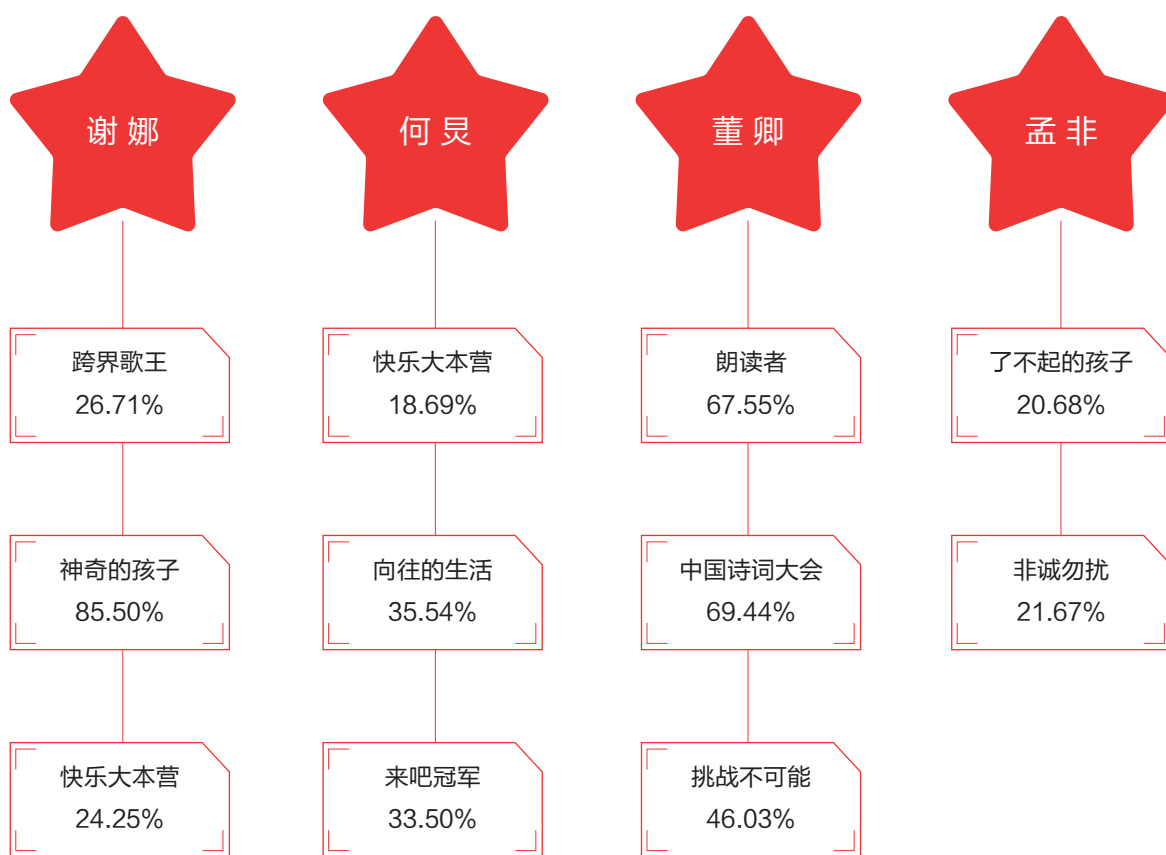 谢娜
何炅
董卿
孟非
跨界歌王
26.71%
快乐大本营
18.69%
朗读者
67.55%
了不起的孩子
20.68%
神奇的孩子
85.50%
向往的生活
35.54%
中国诗词大会
69.44%
非诚勿扰
21.67%
快乐大本营
24.25%
来吧冠军
33.50%
挑战不可能
46.03%